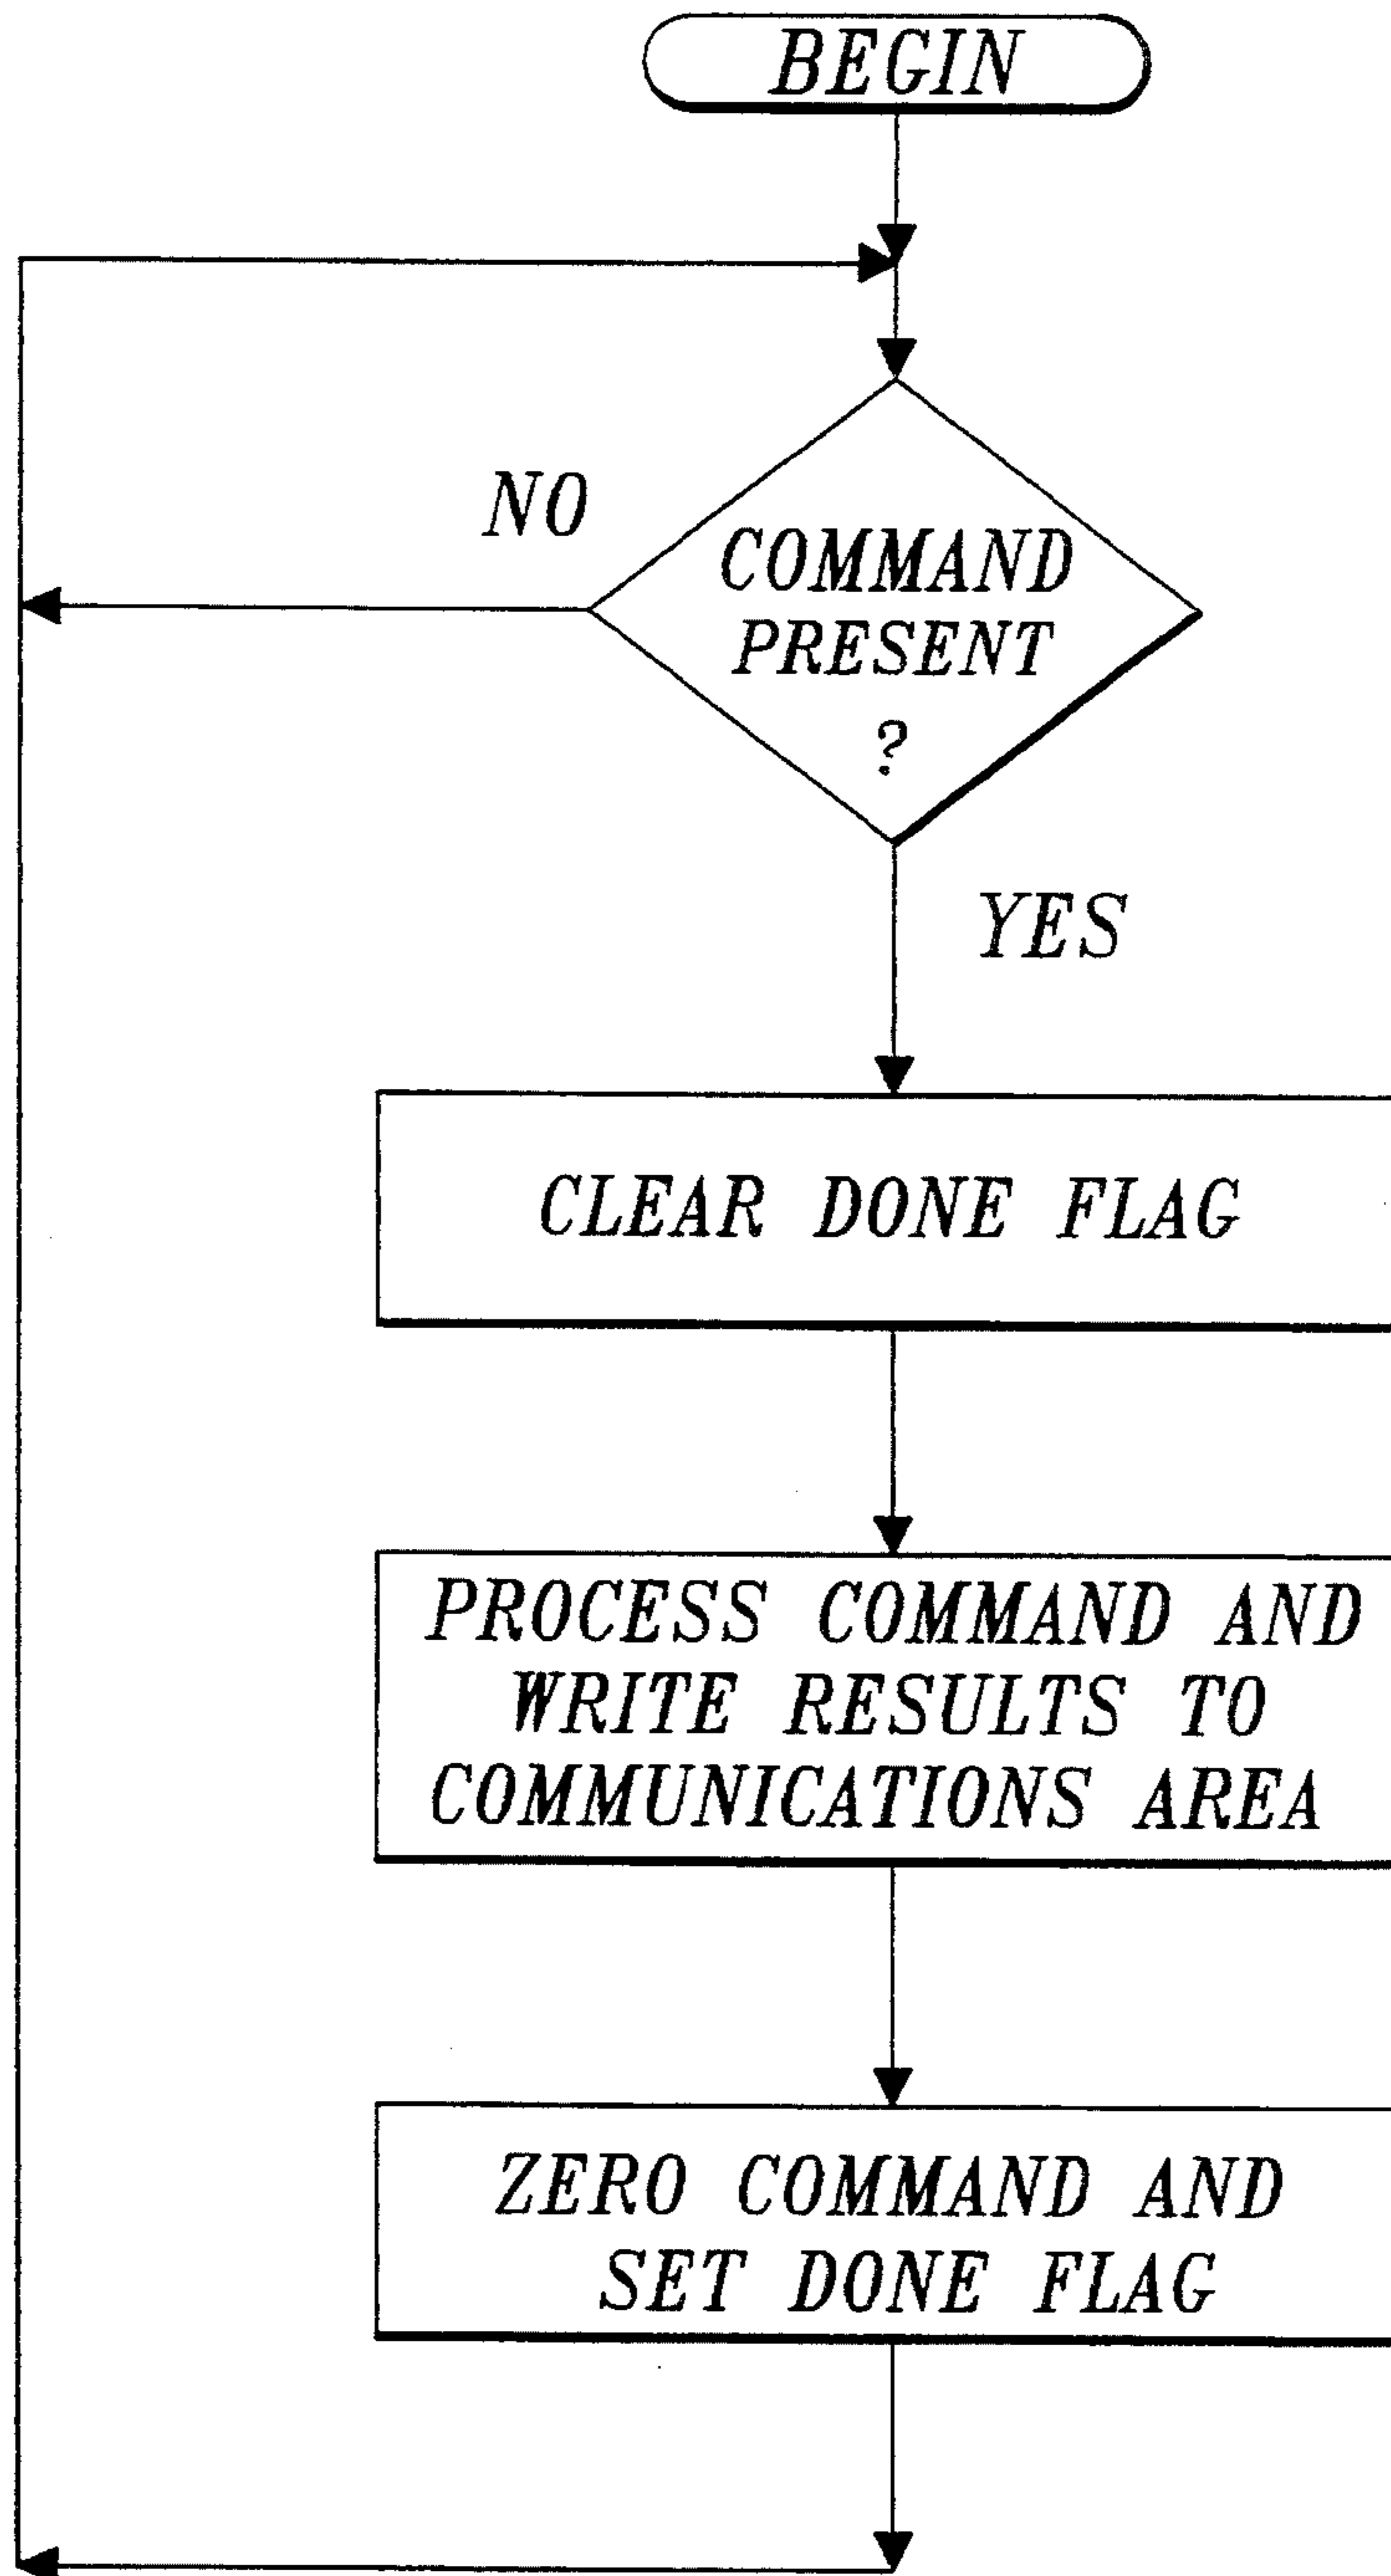 BEGIN
NO
COMMAND
PRESENT
?
YES
CLEAR DONE FLAG
PROCESS COMMAND AND
WRITE RESULTS TO
COMMUNICATIONS AREA
ZERO COMMAND AND
SET DONE FLAG